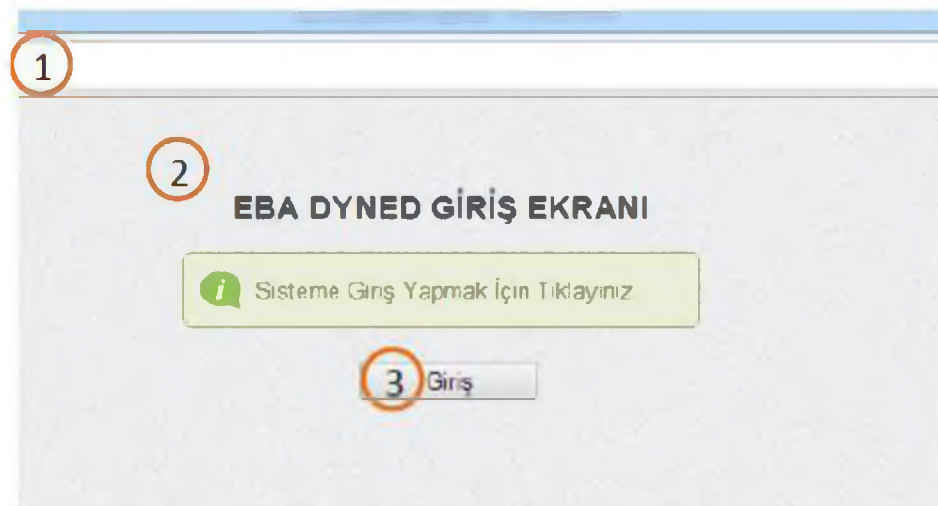 1
2
EBA DYNED GİRİŞ EKRANI
Sisteme Giriş Yapmak İçin Tıklayınız
3 Giriş